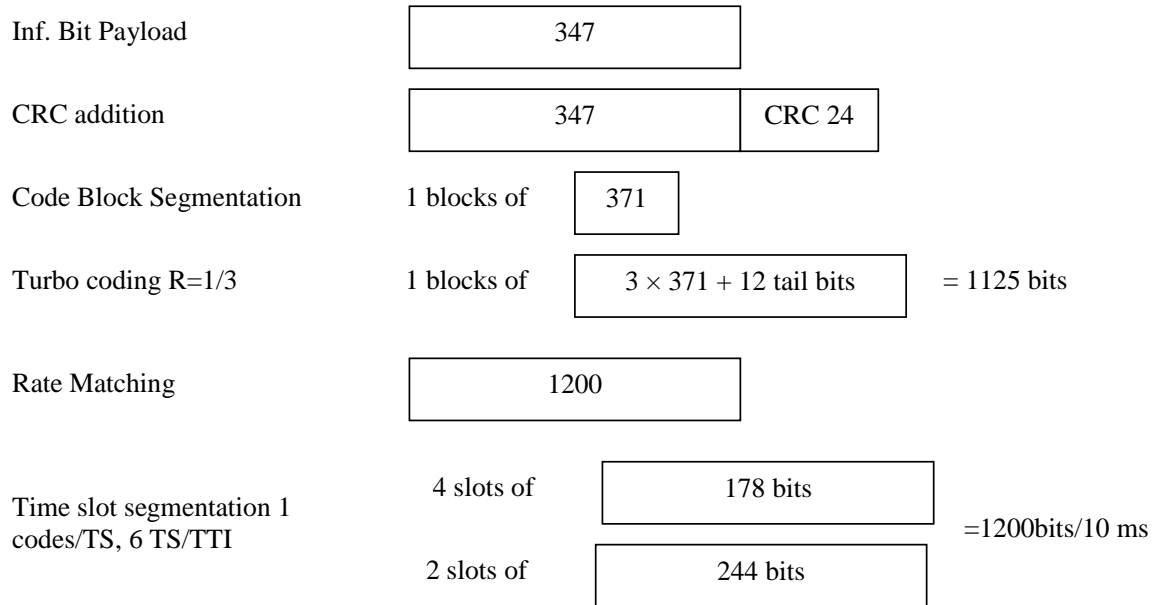 Inf. Bit Payload 347
CRC addition 347 CRC 24
Code Block Segmentation 1 blocks of 371
Turbo coding R=1/3 1 blocks of 3 × 371 + 12 tail bits = 1125 bits
Rate Matching 1200
4 slots of 178 bits
Time slot segmentation 1
codes/TS, 6 TS/TTI
=1200bits/10 ms
2 slots of 244 bits